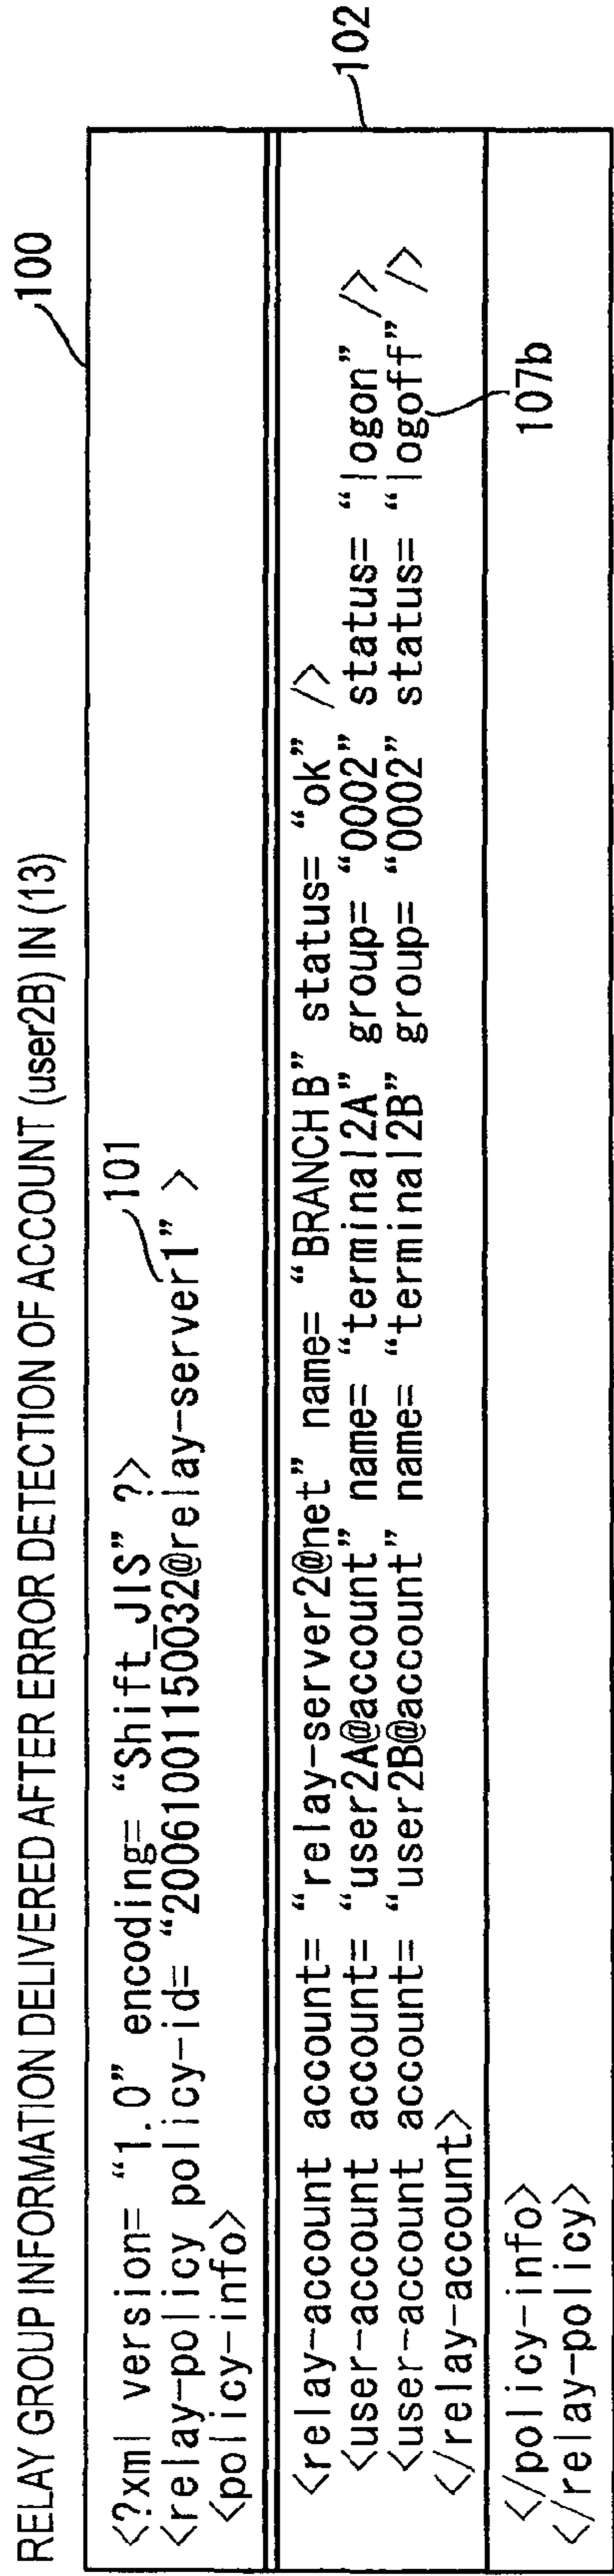 RELAY GROUP INFORMATION DELIVERED AFTER ERROR DETECTION OF ACCOUNT (user2B) IN (13)
100
<?xml version= “1.0” encoding= “Shift_JIS” ?>
101
<relay-policy policy-id= “20061001150032@relay-server1” >
<policy-info>
102
<relay-account account= “relay-server2@net” name= “BRANCH B” status= “ok” />
<user-account account= “user2A@account” name= “terminal2A” group= “0002” status= “logon” />
<user-account account= “user2B@account” name= “terminal2B” group= “0002” status= “logoff” />
</relay-account>
107b
</policy-info>
</relay-policy>